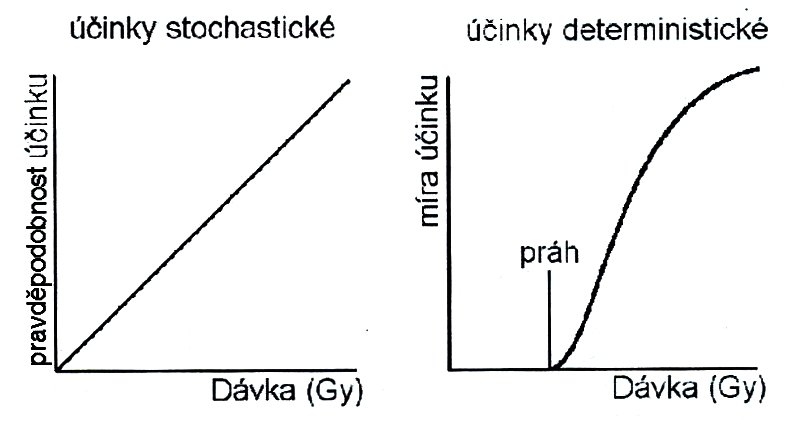 účinky stochastické
pravděpodobnost účinku
Dávka (Gy)
účinky deterministické
míra účinku
práh
Dávka (Gy)